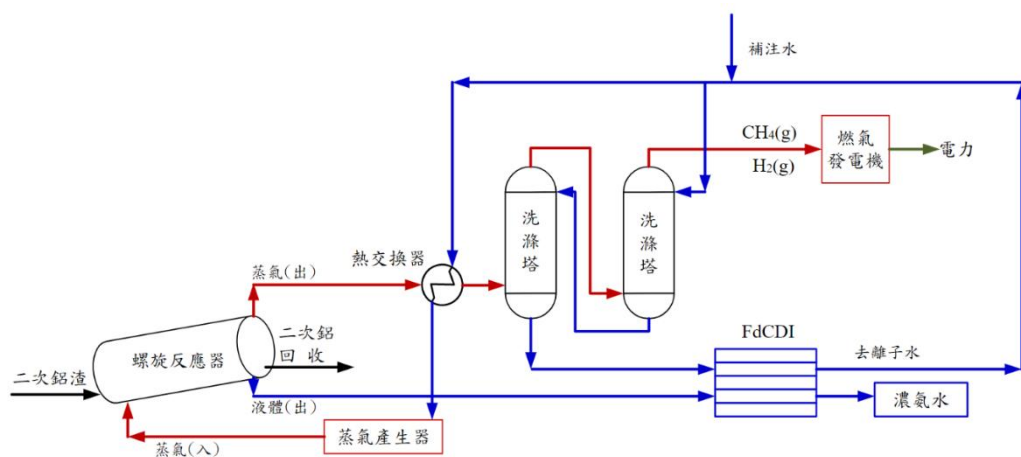 補注水
CH₄(g)
H₂(g)
燃氣
發電機
電力
洗
滌
塔
洗
滌
塔
熱交換器
蒸氣(出)
螺旋反應器
二次鋁
回 收
二次鋁渣
液體(出)
蒸氣(入)
蒸氣產生器
FdCDI
去離子水
濃氨水